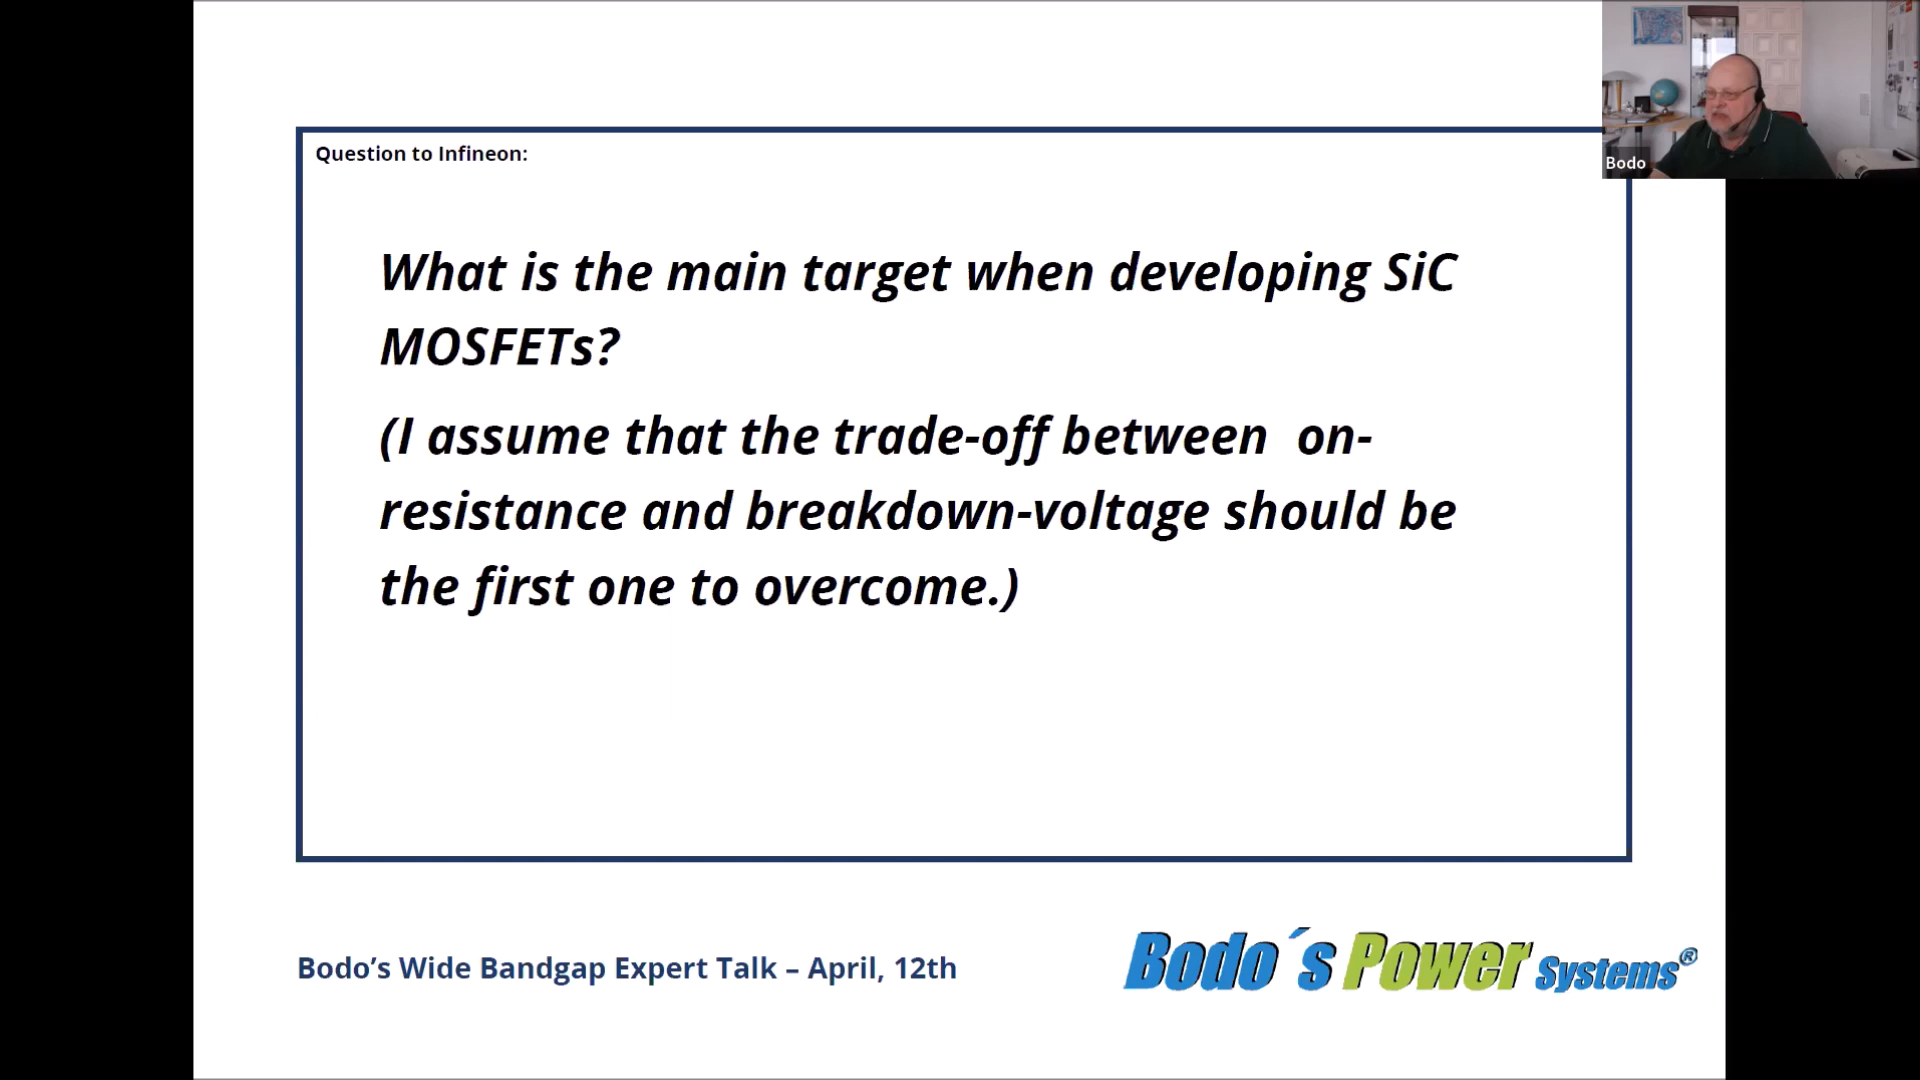 Question to Infineon:
What is the main target when developing SiC
MOSFETs?
(I assume that the trade-off between  on-
resistance and breakdown-voltage should be
the first one to overcome.)
Bodo
Bodo’s Wide Bandgap Expert Talk – April, 12th
Bodo´s Power Systems®